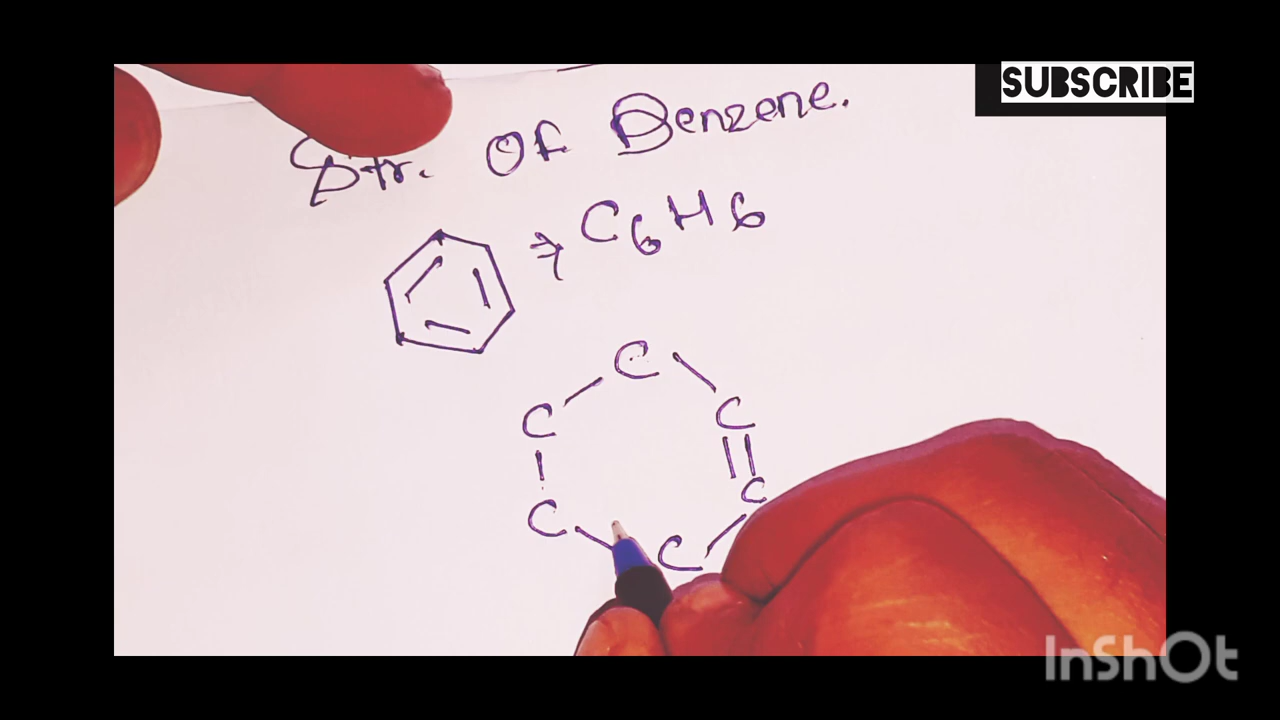 SUBSCRIBE
Str. Of Benzene.
→ C6H6
C
C C
C C
C
InShOt